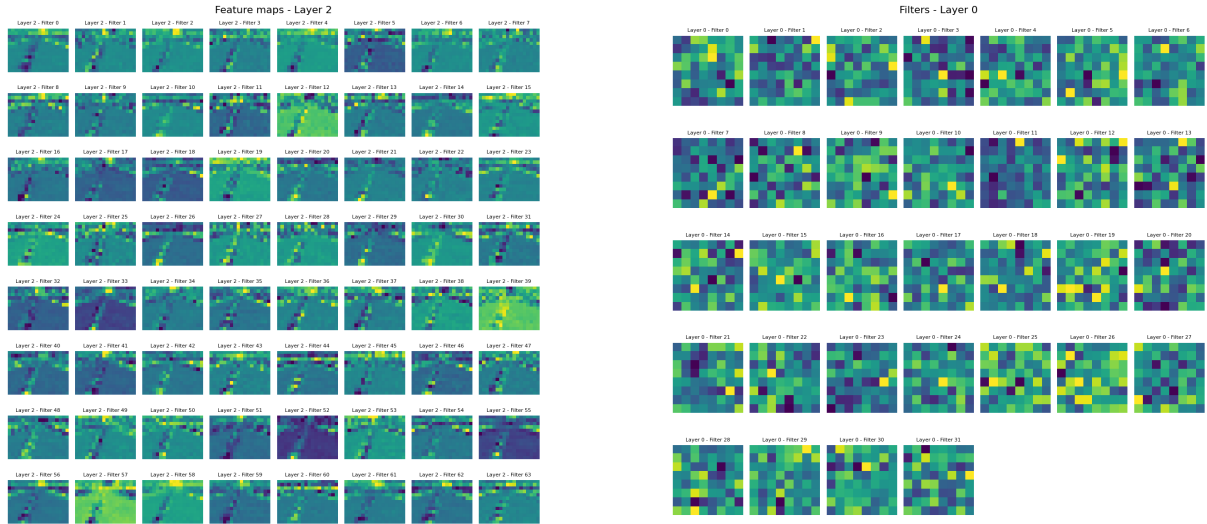 Feature maps - Layer 2
Layer 2 - Filter 0 Layer 2 - Filter 1 Layer 2 - Filter 2 Layer 2 - Filter 3 Layer 2 - Filter 4 Layer 2 - Filter 5 Layer 2 - Filter 6 Layer 2 - Filter 7
Layer 2 - Filter 8 Layer 2 - Filter 9 Layer 2 - Filter 10 Layer 2 - Filter 11 Layer 2 - Filter 12 Layer 2 - Filter 13 Layer 2 - Filter 14 Layer 2 - Filter 15
Layer 2 - Filter 16 Layer 2 - Filter 17 Layer 2 - Filter 18 Layer 2 - Filter 19 Layer 2 - Filter 20 Layer 2 - Filter 21 Layer 2 - Filter 22 Layer 2 - Filter 23
Layer 2 - Filter 24 Layer 2 - Filter 25 Layer 2 - Filter 26 Layer 2 - Filter 27 Layer 2 - Filter 28 Layer 2 - Filter 29 Layer 2 - Filter 30 Layer 2 - Filter 31
Layer 2 - Filter 32 Layer 2 - Filter 33 Layer 2 - Filter 34 Layer 2 - Filter 35 Layer 2 - Filter 36 Layer 2 - Filter 37 Layer 2 - Filter 38 Layer 2 - Filter 39
Layer 2 - Filter 40 Layer 2 - Filter 41 Layer 2 - Filter 42 Layer 2 - Filter 43 Layer 2 - Filter 44 Layer 2 - Filter 45 Layer 2 - Filter 46 Layer 2 - Filter 47
Layer 2 - Filter 48 Layer 2 - Filter 49 Layer 2 - Filter 50 Layer 2 - Filter 51 Layer 2 - Filter 52 Layer 2 - Filter 53 Layer 2 - Filter 54 Layer 2 - Filter 55
Layer 2 - Filter 56 Layer 2 - Filter 57 Layer 2 - Filter 58 Layer 2 - Filter 59 Layer 2 - Filter 60 Layer 2 - Filter 61 Layer 2 - Filter 62 Layer 2 - Filter 63
Filters - Layer 0
Layer 0 - Filter 0 Layer 0 - Filter 1 Layer 0 - Filter 2 Layer 0 - Filter 3 Layer 0 - Filter 4 Layer 0 - Filter 5 Layer 0 - Filter 6
Layer 0 - Filter 7 Layer 0 - Filter 8 Layer 0 - Filter 9 Layer 0 - Filter 10 Layer 0 - Filter 11 Layer 0 - Filter 12 Layer 0 - Filter 13
Layer 0 - Filter 14 Layer 0 - Filter 15 Layer 0 - Filter 16 Layer 0 - Filter 17 Layer 0 - Filter 18 Layer 0 - Filter 19 Layer 0 - Filter 20
Layer 0 - Filter 21 Layer 0 - Filter 22 Layer 0 - Filter 23 Layer 0 - Filter 24 Layer 0 - Filter 25 Layer 0 - Filter 26 Layer 0 - Filter 27
Layer 0 - Filter 28 Layer 0 - Filter 29 Layer 0 - Filter 30 Layer 0 - Filter 31